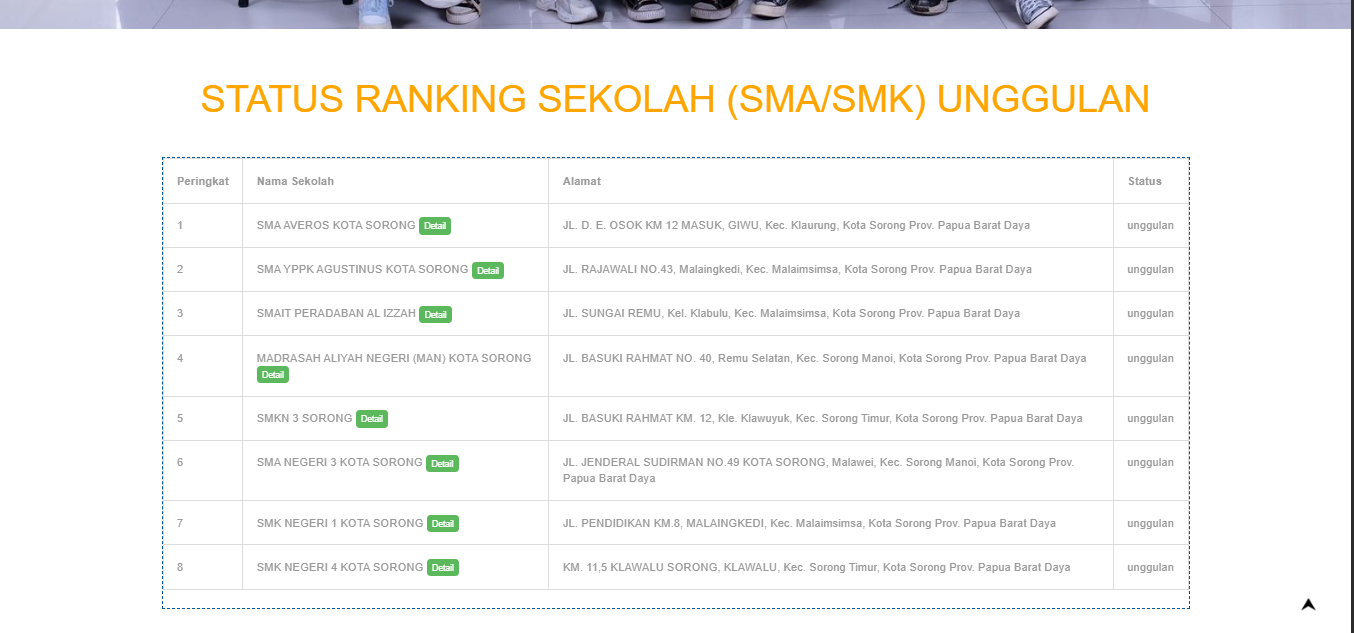 STATUS RANKING SEKOLAH (SMA/SMK) UNGGULAN
Peringkat Nama Sekolah Alamat Status
1 SMA AVEROS KOTA SORONG Detail JL. D. E. OSOK KM 12 MASUK, GIWU, Kec. Klaurung, Kota Sorong Prov. Papua Barat Daya unggulan
2 SMA YPPK AGUSTINUS KOTA SORONG Detail JL. RAJAWALI NO.43, Malaingkedi, Kec. Malaimsimsa, Kota Sorong Prov. Papua Barat Daya unggulan
3 SMAIT PERADABAN AL IZZAH Detail JL. SUNGAI REMU, Kel. Klabulu, Kec. Malaimsimsa, Kota Sorong Prov. Papua Barat Daya unggulan
4 MADRASAH ALIYAH NEGERI (MAN) KOTA SORONG JL. BASUKI RAHMAT NO. 40, Remu Selatan, Kec. Sorong Manoi, Kota Sorong Prov. Papua Barat Daya unggulan
Detail
5 SMKN 3 SORONG Detail JL. BASUKI RAHMAT KM. 12, Kle. Klawuyuk, Kec. Sorong Timur, Kota Sorong Prov. Papua Barat Daya unggulan
6 SMA NEGERI 3 KOTA SORONG Detail JL. JENDERAL SUDIRMAN NO.49 KOTA SORONG, Malawei, Kec. Sorong Manoi, Kota Sorong Prov. unggulan
Papua Barat Daya
7 SMK NEGERI 1 KOTA SORONG Detail JL. PENDIDIKAN KM.8, MALAINGKEDI, Kec. Malaimsimsa, Kota Sorong Prov. Papua Barat Daya unggulan
8 SMK NEGERI 4 KOTA SORONG Detail KM. 11,5 KLAWALU SORONG, KLAWALU, Kec. Sorong Timur, Kota Sorong Prov. Papua Barat Daya unggulan